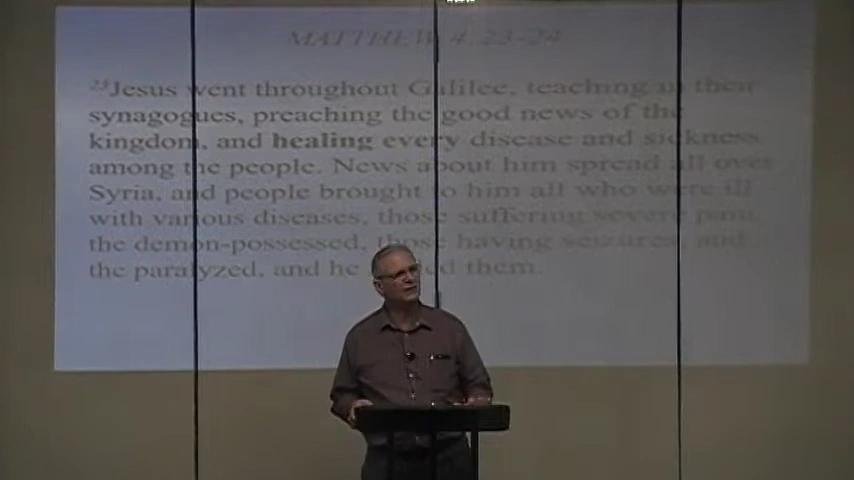 MATTHEW 4:23-24
23Jesus went throughout Galilee, teaching in their
synagogues, preaching the good news of the
kingdom, and healing every disease and sickness
among the people. News about him spread all over
Syria, and people brought to him all who were ill
with various diseases, those suffering severe pain,
the demon-possessed, those having seizures, and
the paralyzed, and he them.